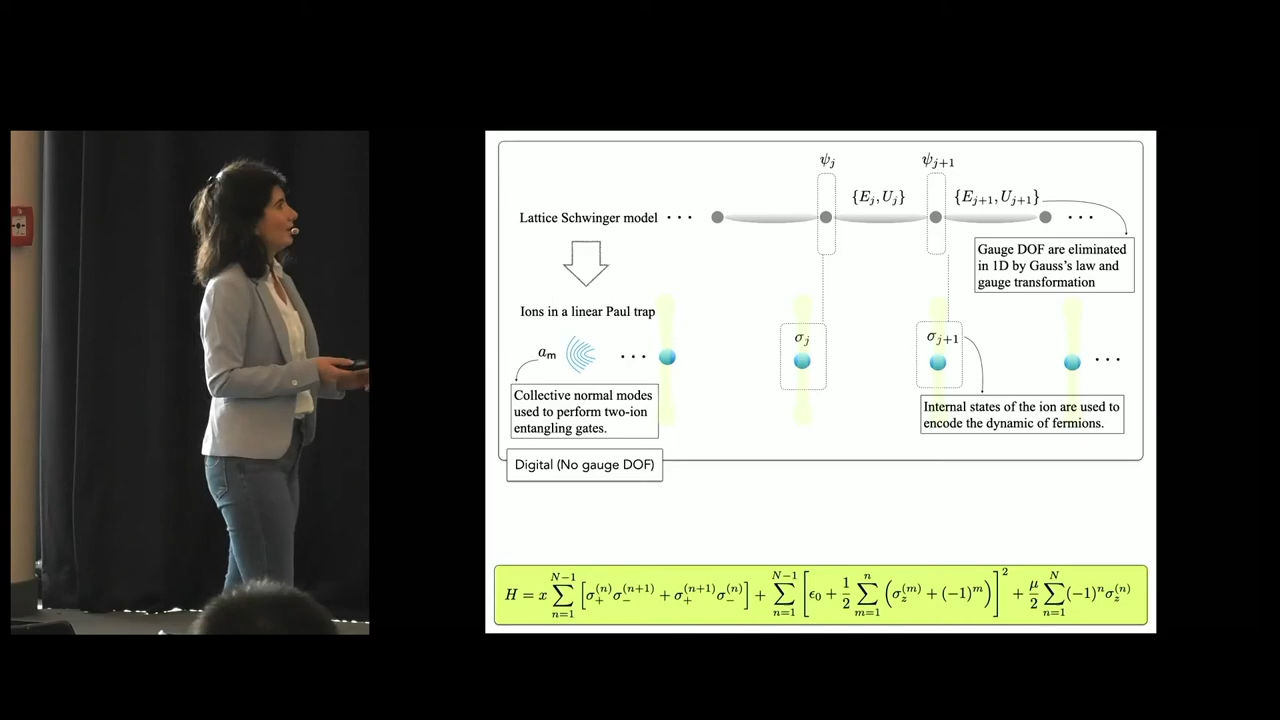 ψ_j
ψ_{j+1}
{E_j, U_j}
{E_{j+1}, U_{j+1}}
Lattice Schwinger model ···
···
Gauge DOF are eliminated
in 1D by Gauss's law and
gauge transformation
Ions in a linear Paul trap
σ_j
σ_{j+1}
a_m
···
···
Collective normal modes
used to perform two-ion
entangling gates.
Internal states of the ion are used to
encode the dynamic of fermions.
Digital (No gauge DOF)
H = x \sum_{n=1}^{N-1} [σ_+^{(n)} σ_-^{(n+1)} + σ_+^{(n+1)} σ_-^{(n)}] + \sum_{n=1}^{N-1} [ε_0 + \frac{1}{2} \sum_{m=1}^{n} (σ_z^{(m)} + (-1)^m)]^2 + \frac{μ}{2} \sum_{n=1}^{N} (-1)^n σ_z^{(n)}